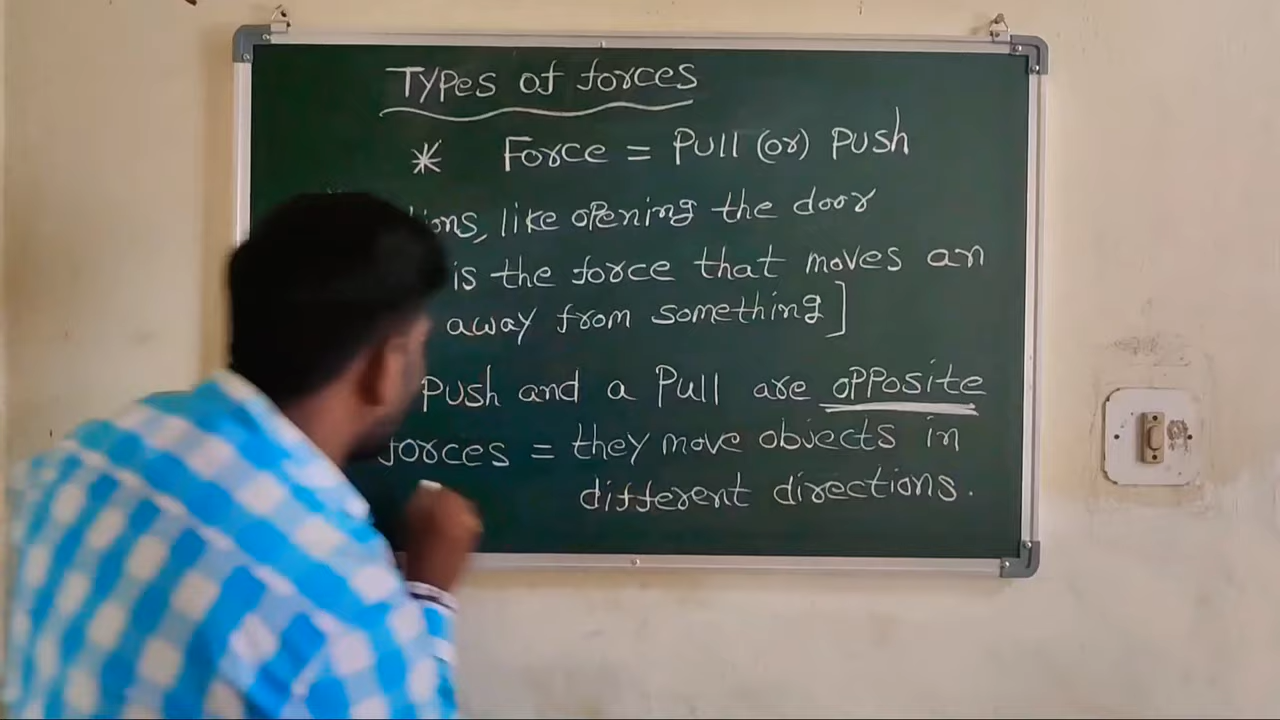 Types of forces
* Force = Pull (or) push
like opening the door
is the force that moves an
away from something]
push and a Pull are opposite
forces = they move objects in
different directions.